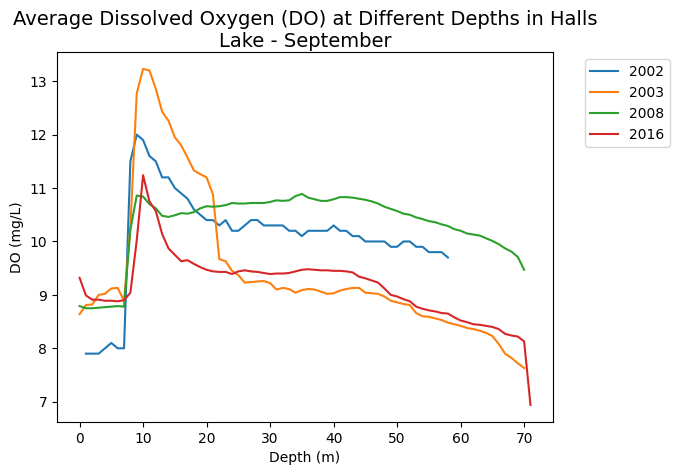 Average Dissolved Oxygen (DO) at Different Depths in Halls
Lake - September
2002
2003
2008
2016
13
12
11
10
9
8
7
DO (mg/L)
0 10 20 30 40 50 60 70
Depth (m)